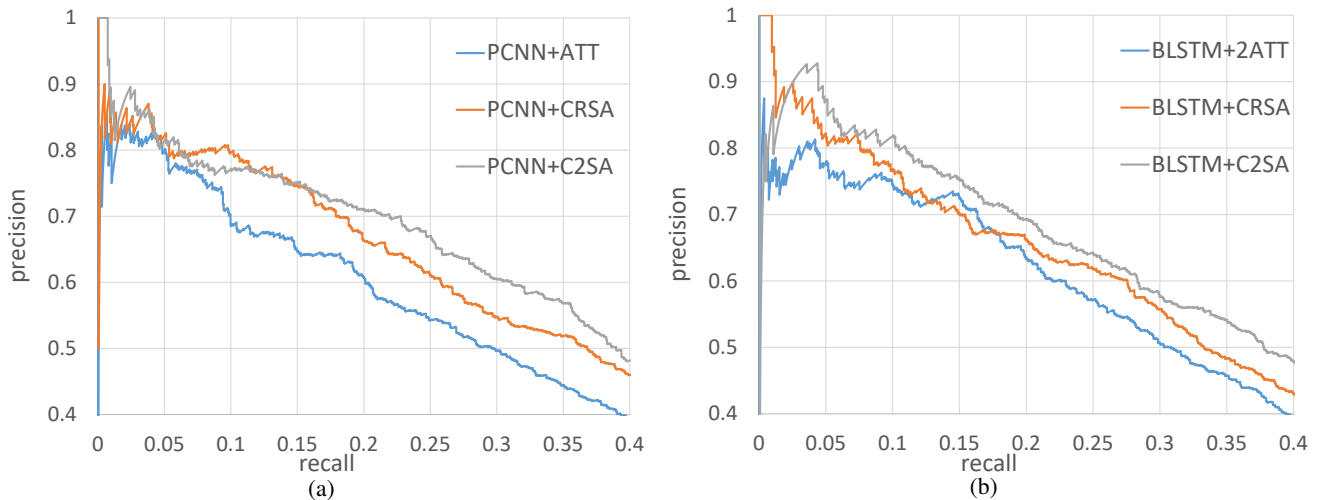 1
0.9
0.8
0.7
0.6
0.5
0.4
precision
PCNN+ATT
PCNN+CRSA
PCNN+C2SA
0 0.05 0.1 0.15 0.2 0.25 0.3 0.35 0.4
recall
(a)
1
0.9
0.8
0.7
0.6
0.5
0.4
precision
BLSTM+2ATT
BLSTM+CRSA
BLSTM+C2SA
0 0.05 0.1 0.15 0.2 0.25 0.3 0.35 0.4
recall
(b)